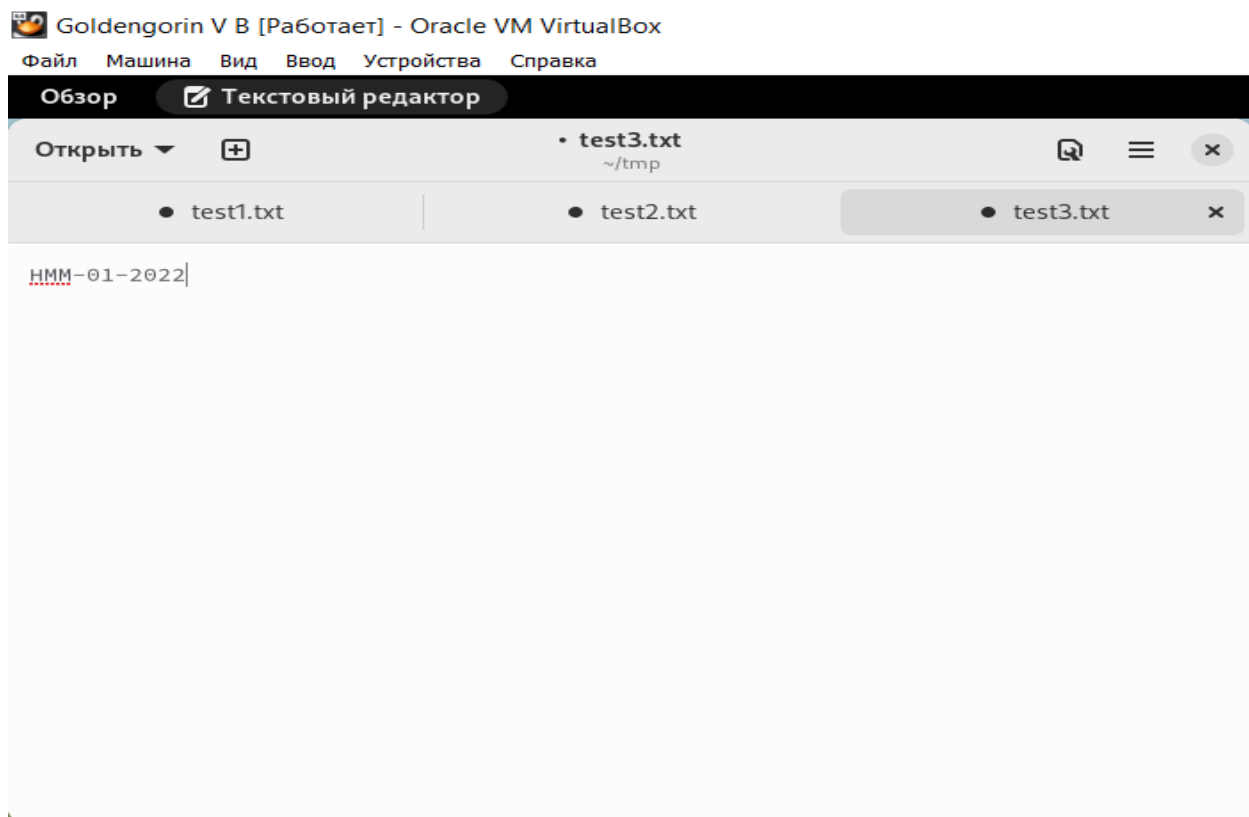 Goldengorin V B [Работает] - Oracle VM VirtualBox
Файл Машина Вид Ввод Устройства Справка
Обзор Текстовый редактор
Открыть • test3.txt
~/tmp
● test1.txt ● test2.txt ● test3.txt
НММ-01-2022